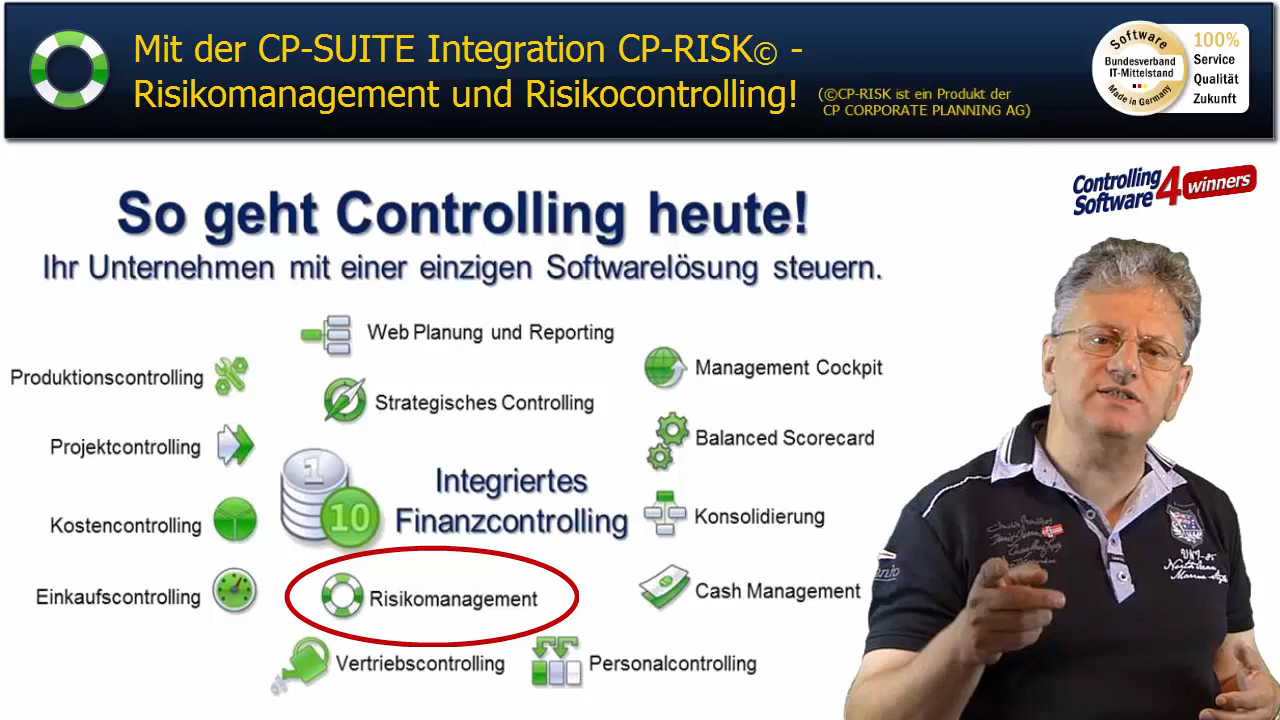 Mit der CP-SUITE Integration CP-RISK© -
Risikomanagement und Risikocontrolling!
(©CP-RISK ist ein Produkt der
CP CORPORATE PLANNING AG)
Software
Bundesverband
IT-Mittelstand
Made in Germany
100%
Service
Qualität
Zukunft
Controlling
Software
4
winners
So geht Controlling heute!
Ihr Unternehmen mit einer einzigen Softwarelösung steuern.
Web Planung und Reporting
Produktionscontrolling
Management Cockpit
Strategisches Controlling
Projektcontrolling
Balanced Scorecard
1
10
Integriertes
Finanzcontrolling
Kostencontrolling
Konsolidierung
Einkaufscontrolling
Risikomanagement
Cash Management
Vertriebscontrolling
Personalcontrolling